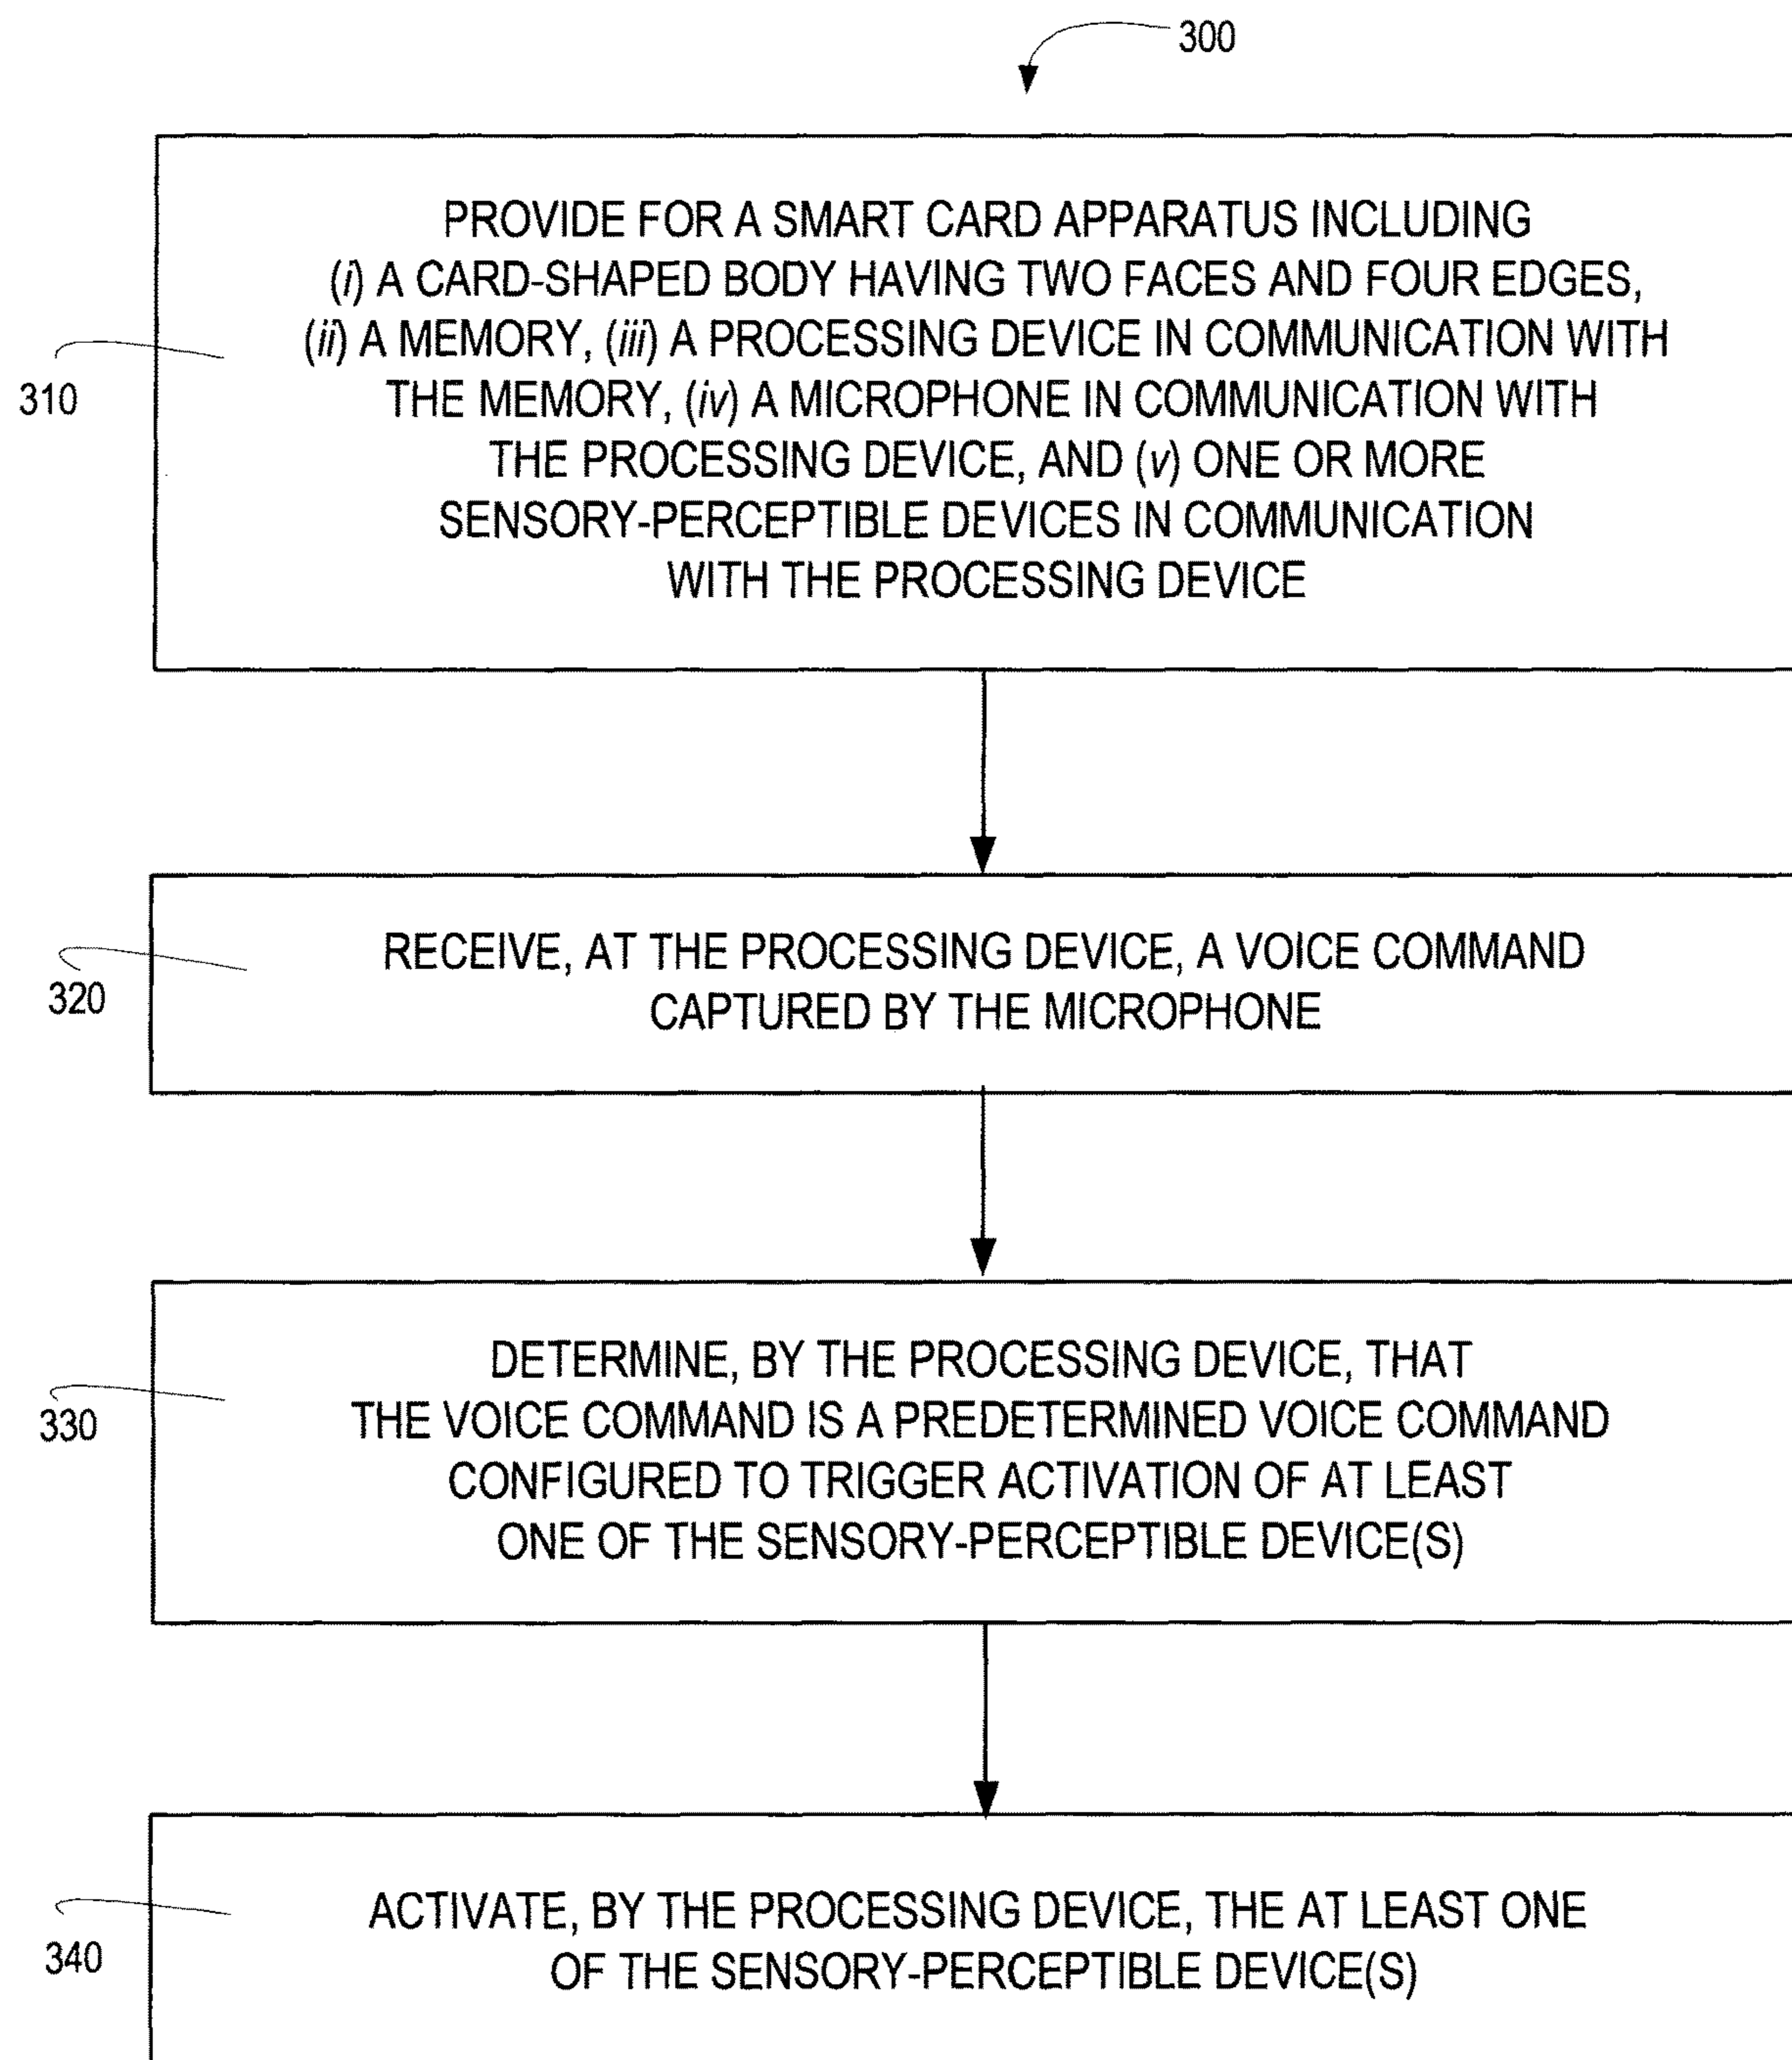 300
PROVIDE FOR A SMART CARD APPARATUS INCLUDING
(i) A CARD-SHAPED BODY HAVING TWO FACES AND FOUR EDGES,
(ii) A MEMORY, (iii) A PROCESSING DEVICE IN COMMUNICATION WITH
THE MEMORY, (iv) A MICROPHONE IN COMMUNICATION WITH
THE PROCESSING DEVICE, AND (v) ONE OR MORE
SENSORY-PERCEPTIBLE DEVICES IN COMMUNICATION
WITH THE PROCESSING DEVICE
310
RECEIVE, AT THE PROCESSING DEVICE, A VOICE COMMAND
CAPTURED BY THE MICROPHONE
320
DETERMINE, BY THE PROCESSING DEVICE, THAT
THE VOICE COMMAND IS A PREDETERMINED VOICE COMMAND
CONFIGURED TO TRIGGER ACTIVATION OF AT LEAST
ONE OF THE SENSORY-PERCEPTIBLE DEVICE(S)
330
ACTIVATE, BY THE PROCESSING DEVICE, THE AT LEAST ONE
OF THE SENSORY-PERCEPTIBLE DEVICE(S)
340